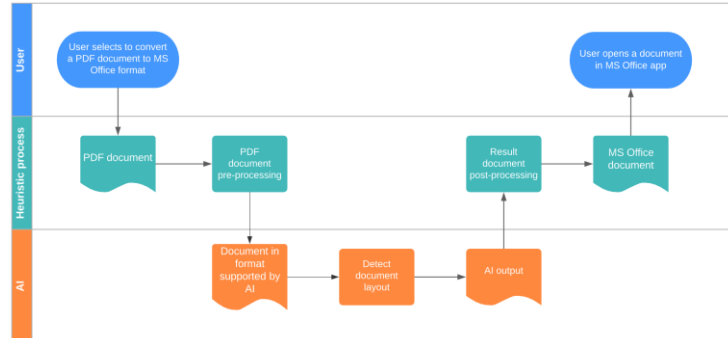 User
User selects to convert
a PDF document to MS
Office format
User opens a document
in MS Office app
Heuristic process
PDF document
PDF
document
pre-processing
Result
document
post-processing
MS Office
document
AI
Document in
format
supported by
AI
Detect
document
layout
AI output